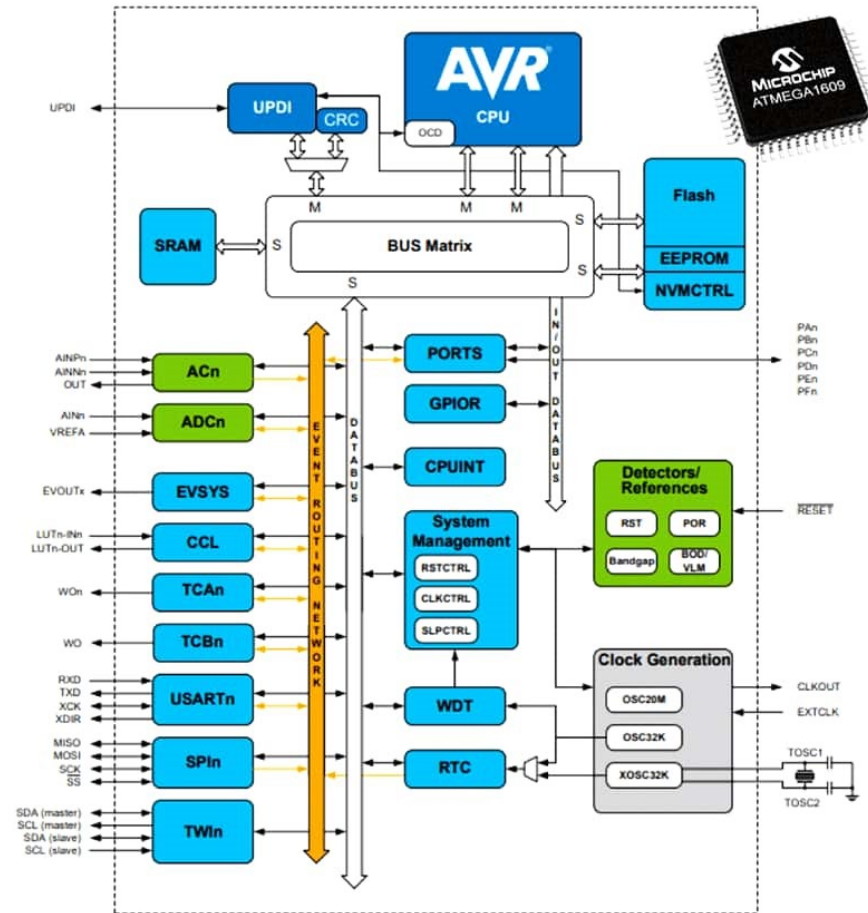 AVR®
CPU
OCD
MICROCHIP
ATMEGA1609
UPDI
UPDI
CRC
M
M
M
Flash
EEPROM
NVMCTRL
SRAM
S
BUS Matrix
S
S
S
AINPn
AINNn
OUT
ACn
AINn
VREFA
ADCn
EVOUTx
EVSYS
LUTn-INn
LUTn-OUT
CCL
WOn
TCAn
WO
TCBn
RXD
TXD
XCK
XDIR
USARTn
MISO
MOSI
SCK
SS
SPIn
SDA (master)
SCL (master)
SDA (slave)
SCL (slave)
TWIn
EVENT ROUTING NETWORK
DATABUS
IN/OUT DATABUS
PORTS
GPIOR
CPUINT
System
Management
RSTCTRL
CLKCTRL
SLPCTRL
WDT
RTC
PAn
PBn
PCn
PDn
PEn
PFn
Detectors/
References
RST
POR
Bandgap
BOD/
VLM
RESET
Clock Generation
OSC20M
OSC32K
XOSC32K
CLKOUT
EXTCLK
TOSC1
TOSC2